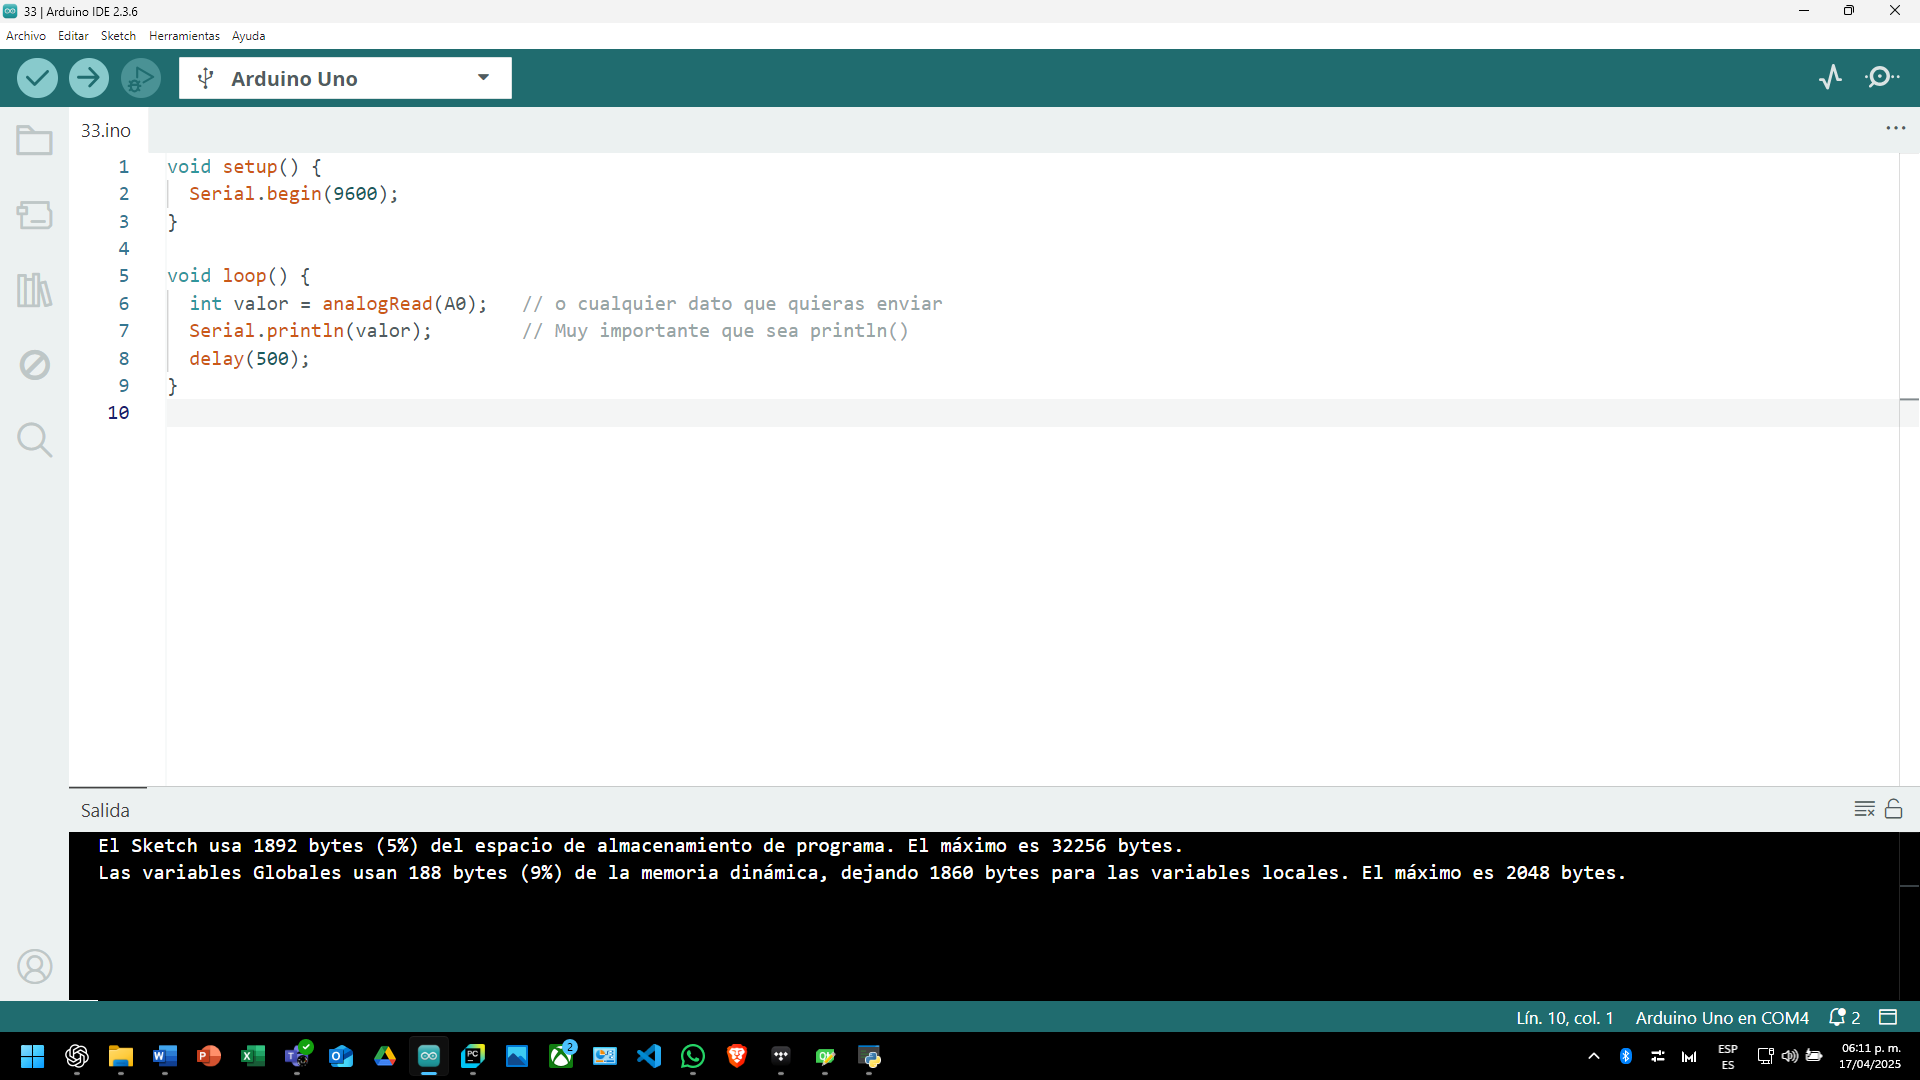 33 | Arduino IDE 2.3.6
Archivo Editar Sketch Herramientas Ayuda
Arduino Uno
33.ino
1 void setup() {
2 Serial.begin(9600);
3 }
4
5 void loop() {
6 int valor = analogRead(A0); // o cualquier dato que quieras enviar
7 Serial.println(valor); // Muy importante que sea println()
8 delay(500);
9 }
10
Salida
El Sketch usa 1892 bytes (5%) del espacio de almacenamiento de programa. El máximo es 32256 bytes.
Las variables Globales usan 188 bytes (9%) de la memoria dinámica, dejando 1860 bytes para las variables locales. El máximo es 2048 bytes.
Lín. 10, col. 1 Arduino Uno en COM4 2
2
ESP
ES
06:11 p. m.
17/04/2025